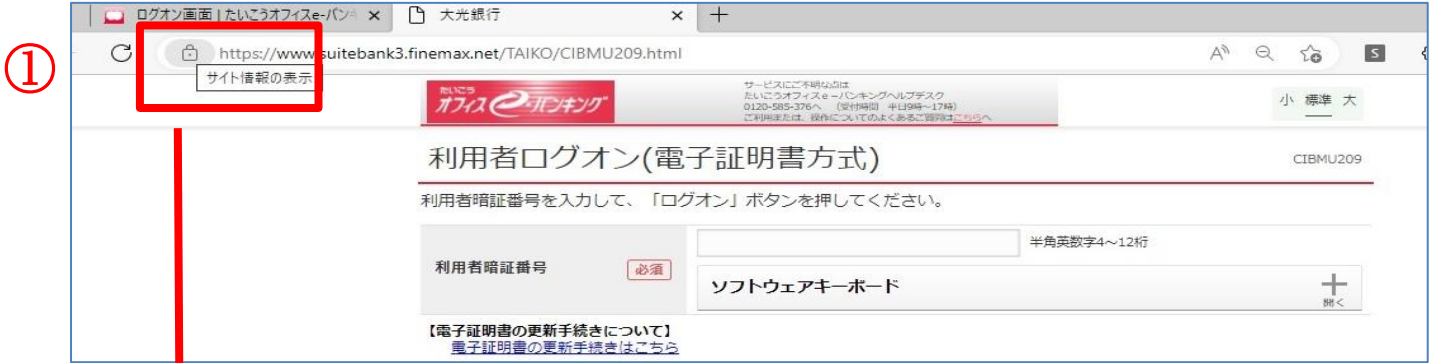 ログオン画面 | たいこうオフィスe-バンキ
大光銀行
①
https://www.suitebank3.finemax.net/TAIKO/CIBMU209.html
サイト情報の表示
たいこう
オフィスe-バンキング
サービスにご不明な点は
たいこうオフィスe-バンキングヘルプデスク
0120-585-376へ (受付時間 平日9時~17時)
ご利用または、操作についてのよくあるご質問はこちらへ
小 標準 大
利用者ログオン(電子証明書方式)
CIBMU209
利用者暗証番号を入力して、「ログオン」ボタンを押してください。
利用者暗証番号
必須
半角英数字4~12桁
ソフトウェアキーボード
開く
【電子証明書の更新手続きについて】
電子証明書の更新手続きはこちら